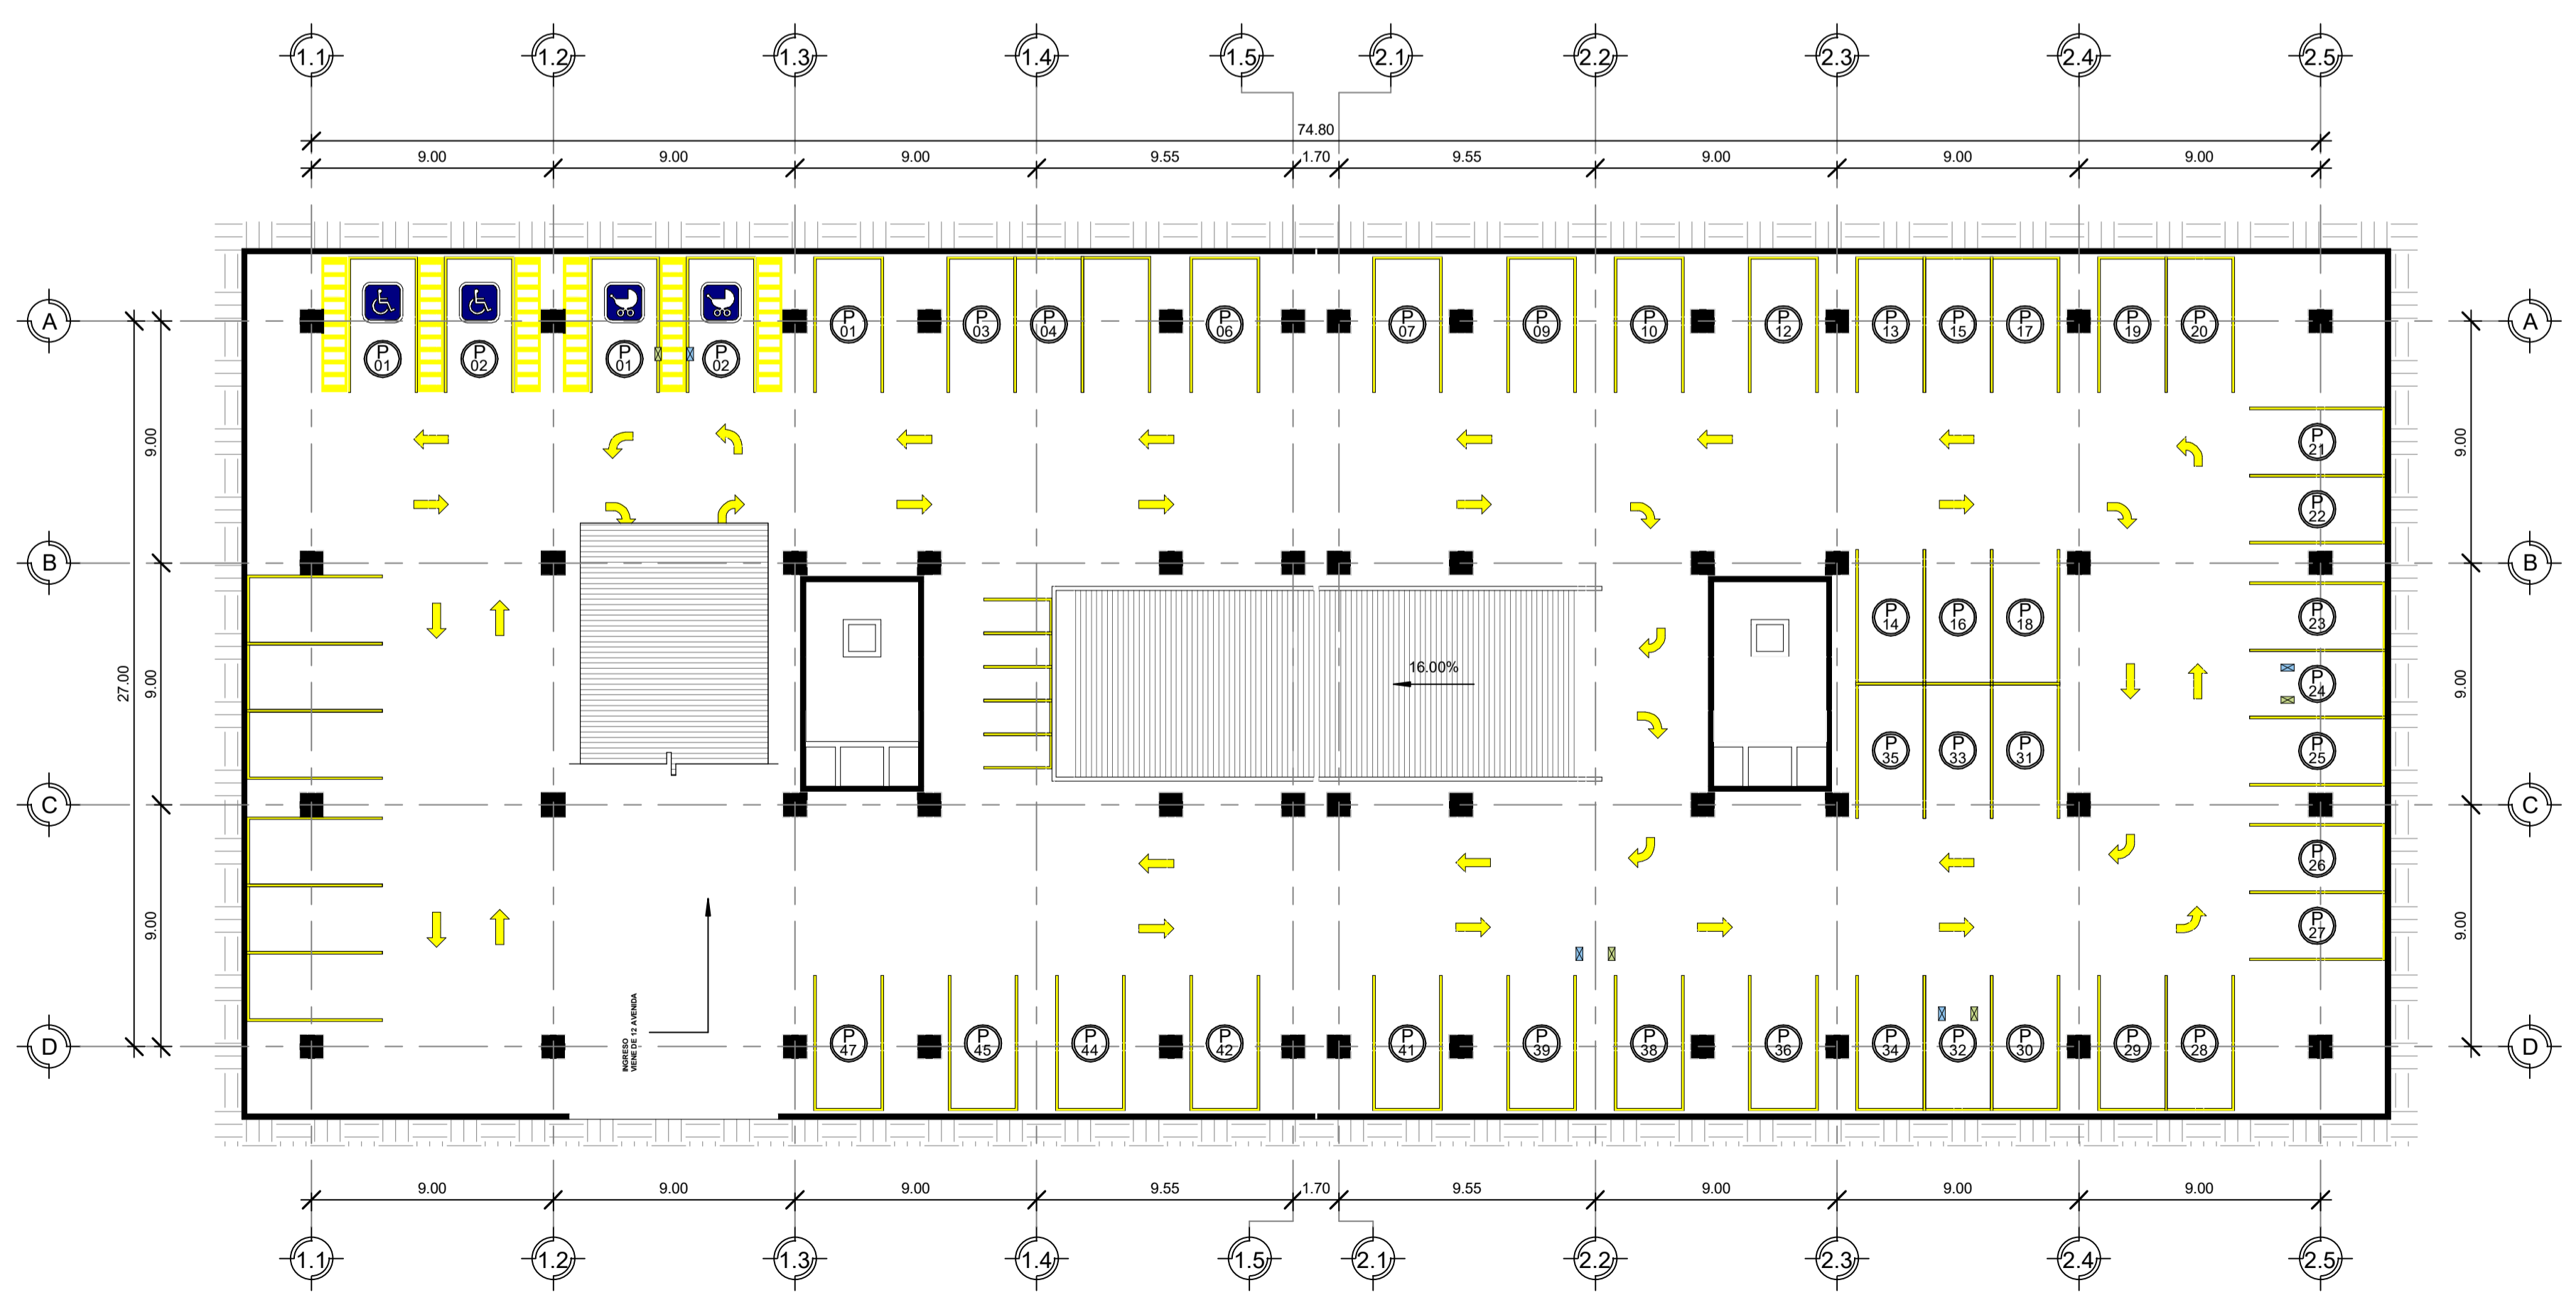 1.1 1.2 1.3 1.4 1.5 2.1 2.2 2.3 2.4 2.5
74.80
9.00 9.00 9.00 9.55 1.70 9.55 9.00 9.00 9.00
A A
P 01
P 02
P 01
P 02
P 01
P 03
P 04
P 06
P 07
P 09
P 10
P 12
P 13
P 15
P 17
P 19
P 20
9.00 9.00
P 21
P 22
B B
P 14
P 16
P 18
P 23
27.00
9.00 9.00
16.00%
P 24
P 35
P 33
P 31
P 25
C C
P 26
9.00 9.00
P 27
INGRESO
VIENE DE 12 AVENIDA
D D
P 47
P 45
P 44
P 42
P 41
P 39
P 38
P 36
P 34
P 32
P 30
P 29
P 28
9.00 9.00 9.00 9.55 1.70 9.55 9.00 9.00 9.00
1.1 1.2 1.3 1.4 1.5 2.1 2.2 2.3 2.4 2.5